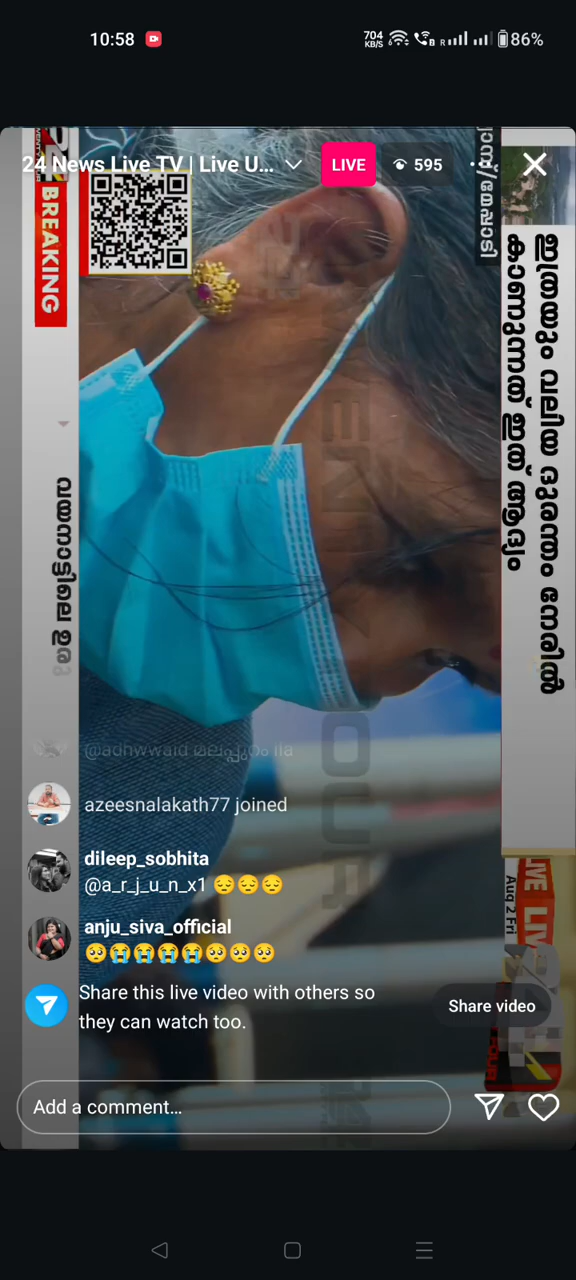 10:58
704
KB/S
R
86%
24 News Live TV | Live U...
LIVE
595
BREAKING
ഇത്രയും വലിയ ദുരന്തം നേരിൽ
കാണുന്നത് ഇത് ആദ്യം
azeesnalakath77 joined
dileep_sobhita
@a_r_j_u_n_x1 😔😔😔
anju_siva_official
🥺😭😭😭😭🥺🥺🥺
Share this live video with others so
they can watch too.
Share video
LIVE
Aug 2 Fri
Add a comment...